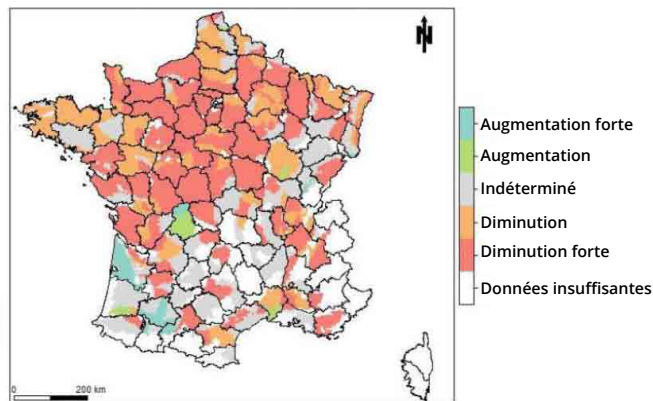 N
Augmentation forte
Augmentation
Indéterminé
Diminution
Diminution forte
Données insuffisantes
0 200 km